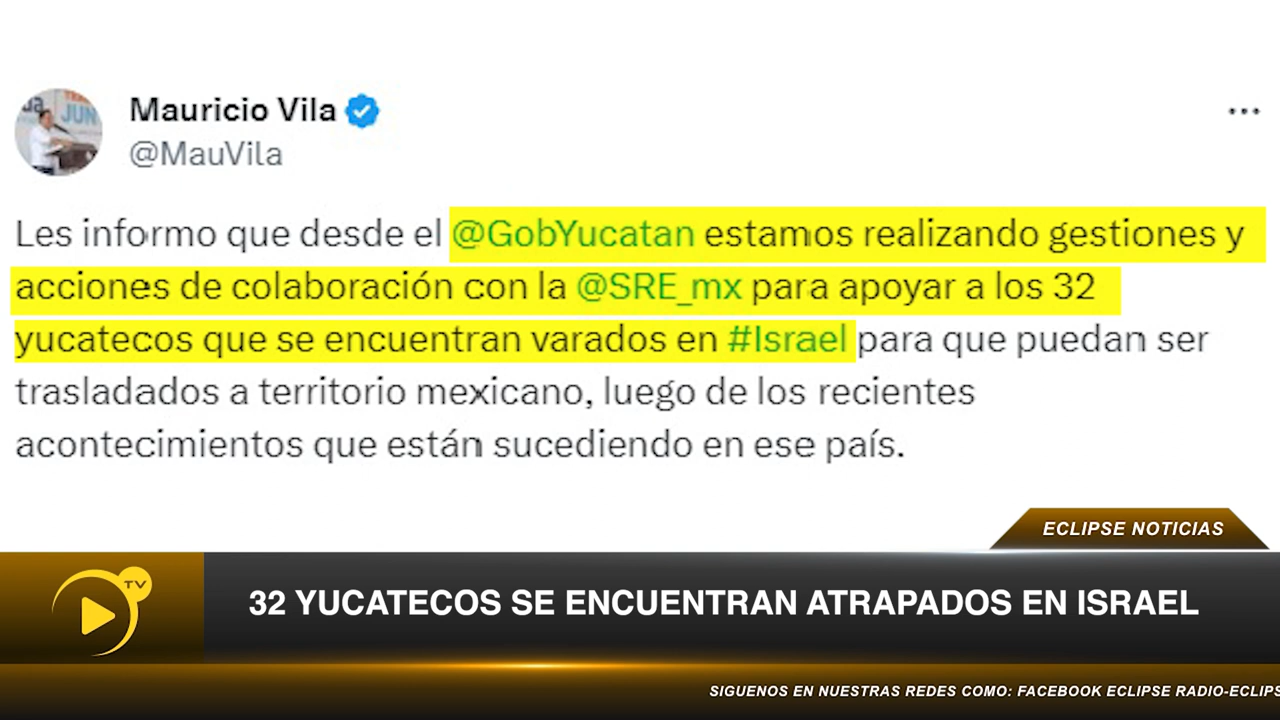 Mauricio Vila
@MauVila
Les informo que desde el @GobYucatan estamos realizando gestiones y
acciones de colaboración con la @SRE_mx para apoyar a los 32
yucatecos que se encuentran varados en #Israel para que puedan ser
trasladados a territorio mexicano, luego de los recientes
acontecimientos que están sucediendo en ese país.
ECLIPSE NOTICIAS
TV
32 YUCATECOS SE ENCUENTRAN ATRAPADOS EN ISRAEL
SIGUENOS EN NUESTRAS REDES COMO: FACEBOOK ECLIPSE RADIO-ECLIPS